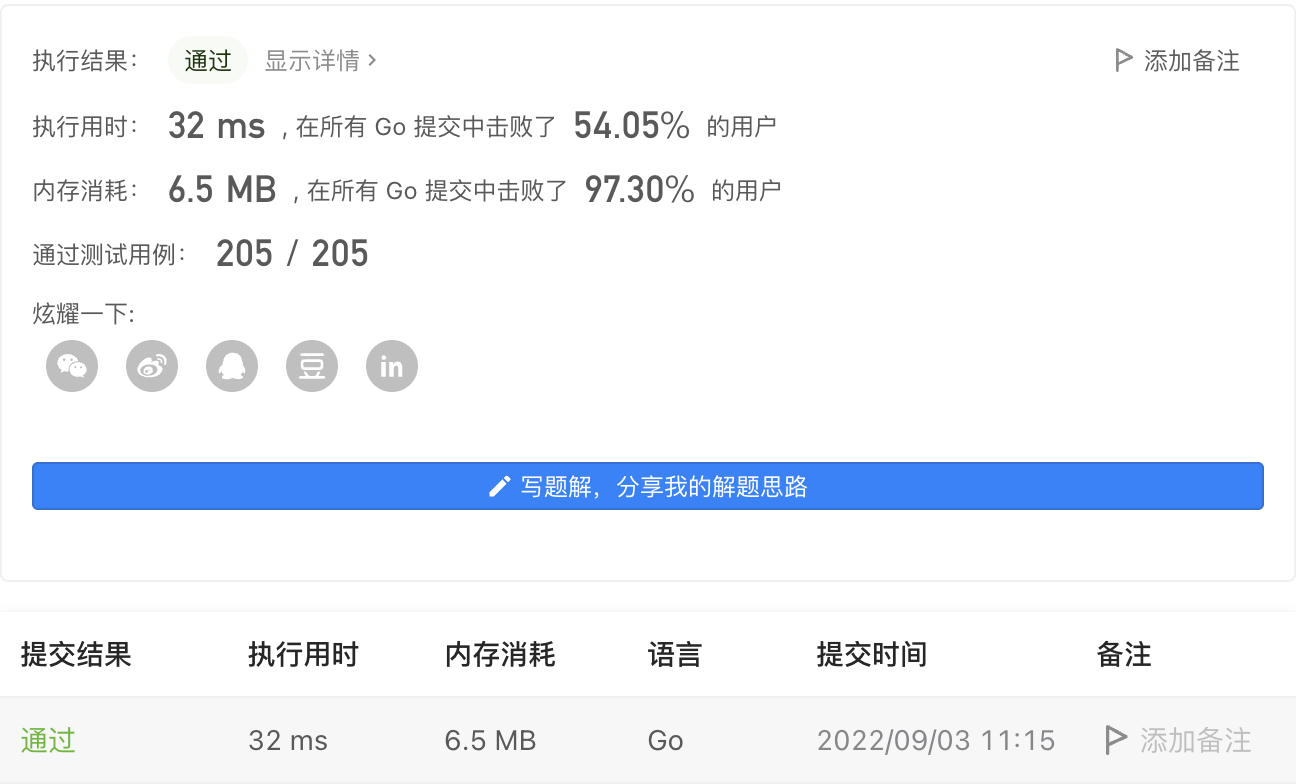 执行结果： 通过 显示详情 › 添加备注
执行用时： 32 ms , 在所有 Go 提交中击败了 54.05% 的用户
内存消耗： 6.5 MB , 在所有 Go 提交中击败了 97.30% 的用户
通过测试用例： 205 / 205
炫耀一下:
豆 in
写题解，分享我的解题思路
提交结果 执行用时 内存消耗 语言 提交时间 备注
通过 32 ms 6.5 MB Go 2022/09/03 11:15 添加备注